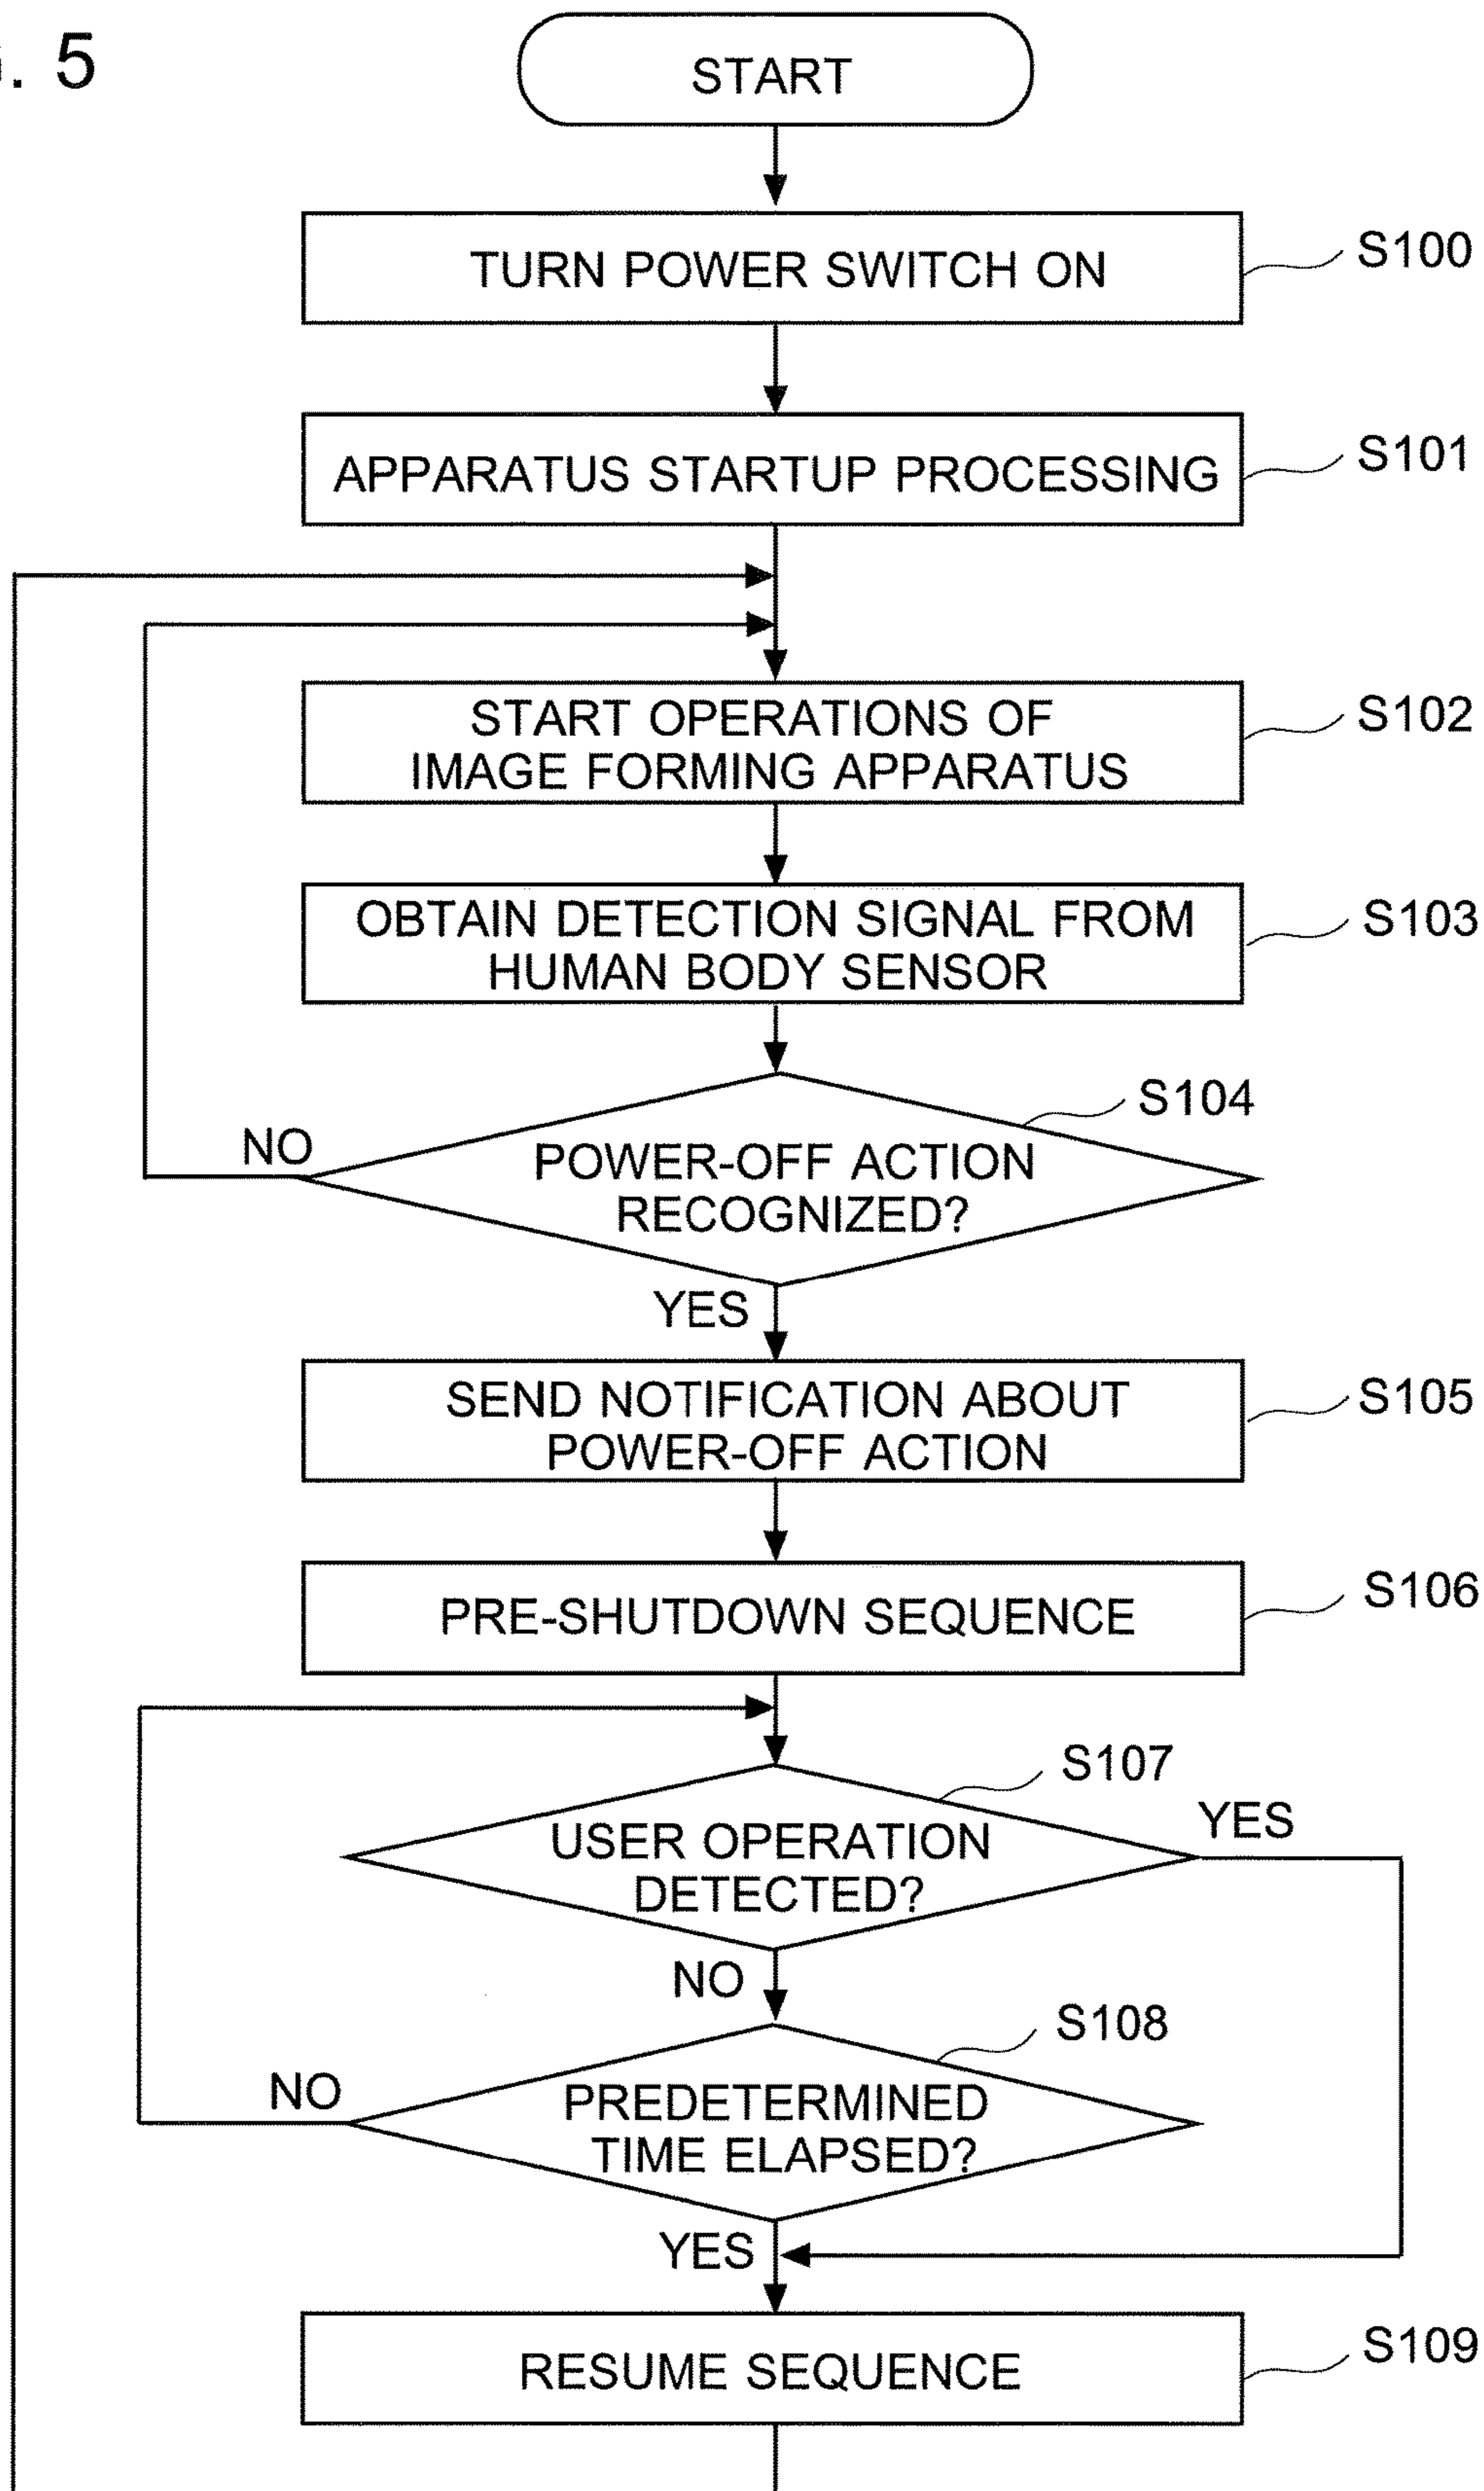 . 5
START
TURN POWER SWITCH ON
S100
APPARATUS STARTUP PROCESSING
S101
START OPERATIONS OF
IMAGE FORMING APPARATUS
S102
OBTAIN DETECTION SIGNAL FROM
HUMAN BODY SENSOR
S103
S104
NO
POWER-OFF ACTION
RECOGNIZED?
YES
SEND NOTIFICATION ABOUT
POWER-OFF ACTION
S105
PRE-SHUTDOWN SEQUENCE
S106
S107
YES
USER OPERATION
DETECTED?
NO
S108
NO
PREDETERMINED
TIME ELAPSED?
YES
RESUME SEQUENCE
S109